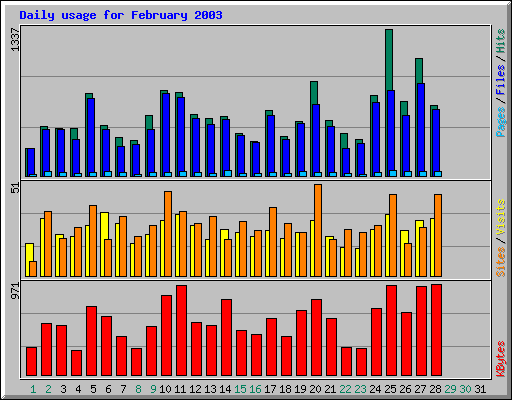 Daily usage for February 2003
1337
Pages / Files / Hits
51
Sites / Visits
971
KBytes
1 2 3 4 5 6 7 8 9 10 11 12 13 14 15 16 17 18 19 20 21 22 23 24 25 26 27 28 29 30 31